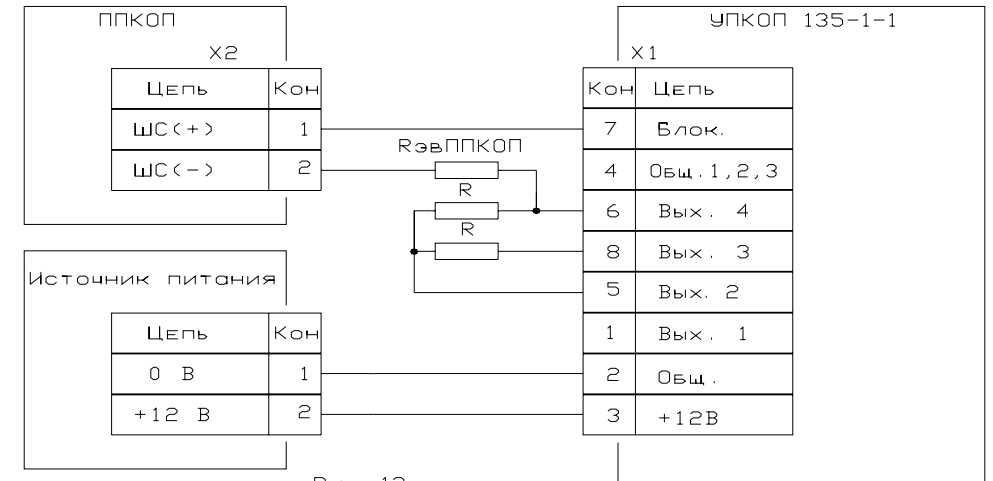 ППКОП
УПКОП 135-1-1
X2
X1
Цепь Кон
ШС(+) 1
ШС(-) 2
RэвППКОП
R
R
Кон Цепь
7 Блок.
4 Общ.1,2,3
6 Вых. 4
8 Вых. 3
5 Вых. 2
1 Вых. 1
2 Общ.
3 +12В
Источник питания
Цепь Кон
0 В 1
+12 В 2